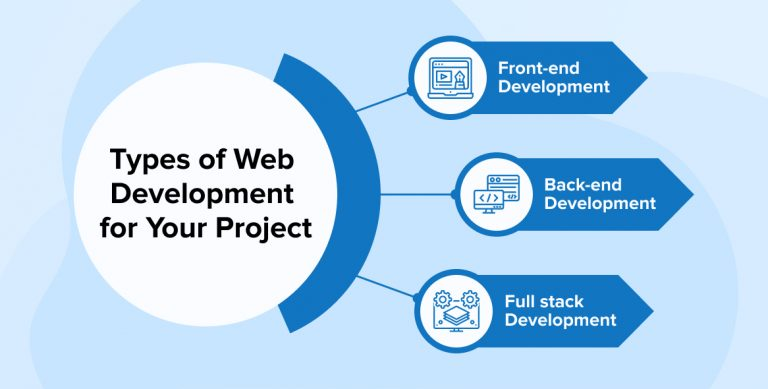 Types of Web
Development
for Your Project
Front-end
Development
Back-end
Development
Full stack
Development